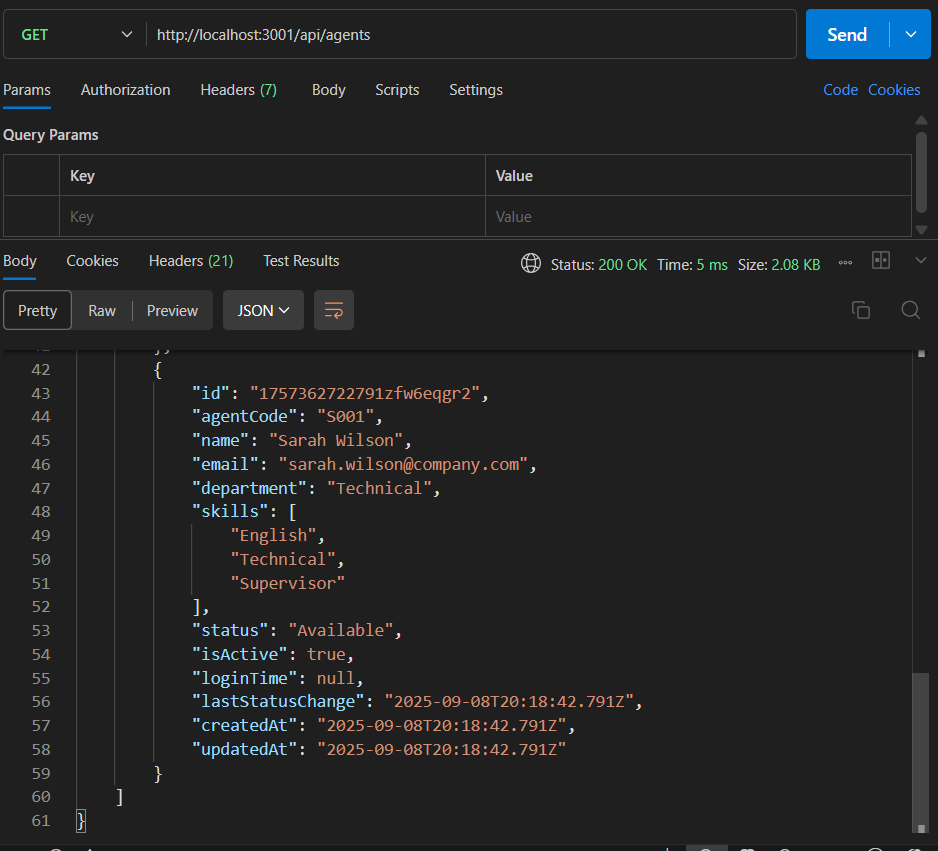 GET http://localhost:3001/api/agents Send
Params Authorization Headers (7) Body Scripts Settings Code Cookies
Query Params
Key Value
Key Value
Body Cookies Headers (21) Test Results Status: 200 OK Time: 5 ms Size: 2.08 KB
Pretty Raw Preview JSON
42 {
43 "id": "1757362722791zfw6eqgr2",
44 "agentCode": "S001",
45 "name": "Sarah Wilson",
46 "email": "sarah.wilson@company.com",
47 "department": "Technical",
48 "skills": [
49 "English",
50 "Technical",
51 "Supervisor"
52 ],
53 "status": "Available",
54 "isActive": true,
55 "loginTime": null,
56 "lastStatusChange": "2025-09-08T20:18:42.791Z",
57 "createdAt": "2025-09-08T20:18:42.791Z",
58 "updatedAt": "2025-09-08T20:18:42.791Z"
59 }
60 ]
61 }